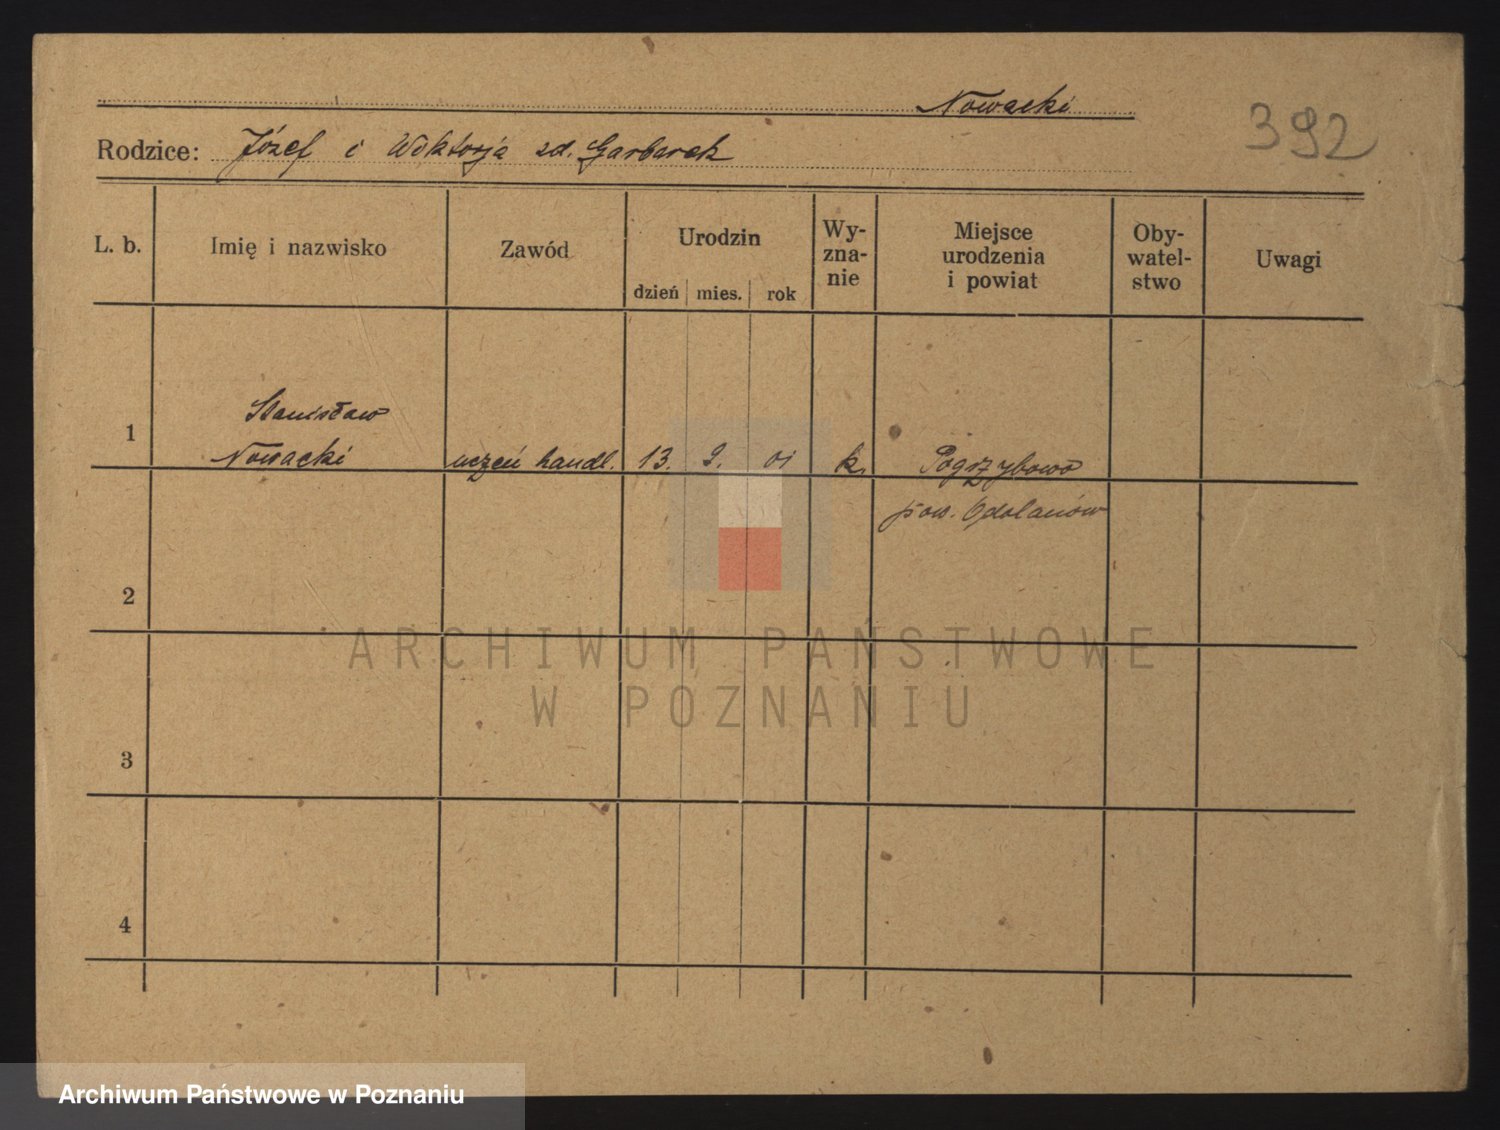 Nowacki
392
Rodzice: Józef i Wiktorja zd. Garbarek
L. b.
Imię i nazwisko
Zawód
Urodzin
dzień mies. rok
Wy-
zna-
nie
Miejsce
urodzenia
i powiat
Oby-
watel-
stwo
Uwagi
1
Stanisław
Nowacki
uczeń handl.
13. 9. 01
k.
Pogrzybowo
pow. Odolanów
2
3
4
ARCHIWUM PAŃSTWOWE
W POZNANIU
Archiwum Państwowe w Poznaniu